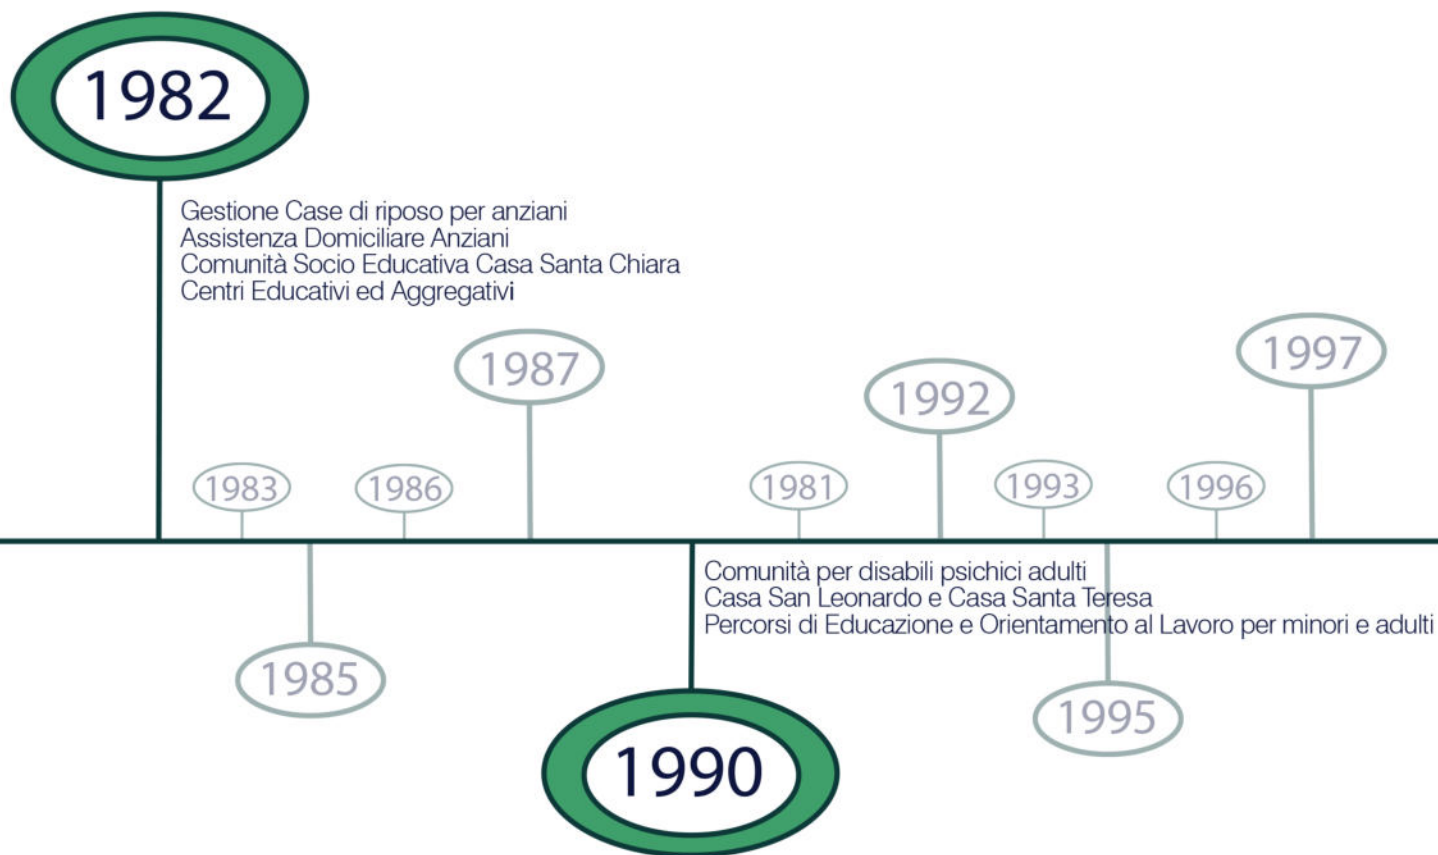 1982
Gestione Case di riposo per anziani
Assistenza Domiciliare Anziani
Comunità Socio Educativa Casa Santa Chiara
Centri Educativi ed Aggregativi
1987
1992
1997
1983
1986
1981
1993
1996
Comunità per disabili psichici adulti
Casa San Leonardo e Casa Santa Teresa
Percorsi di Educazione e Orientamento al Lavoro per minori e adulti
1985
1995
1990